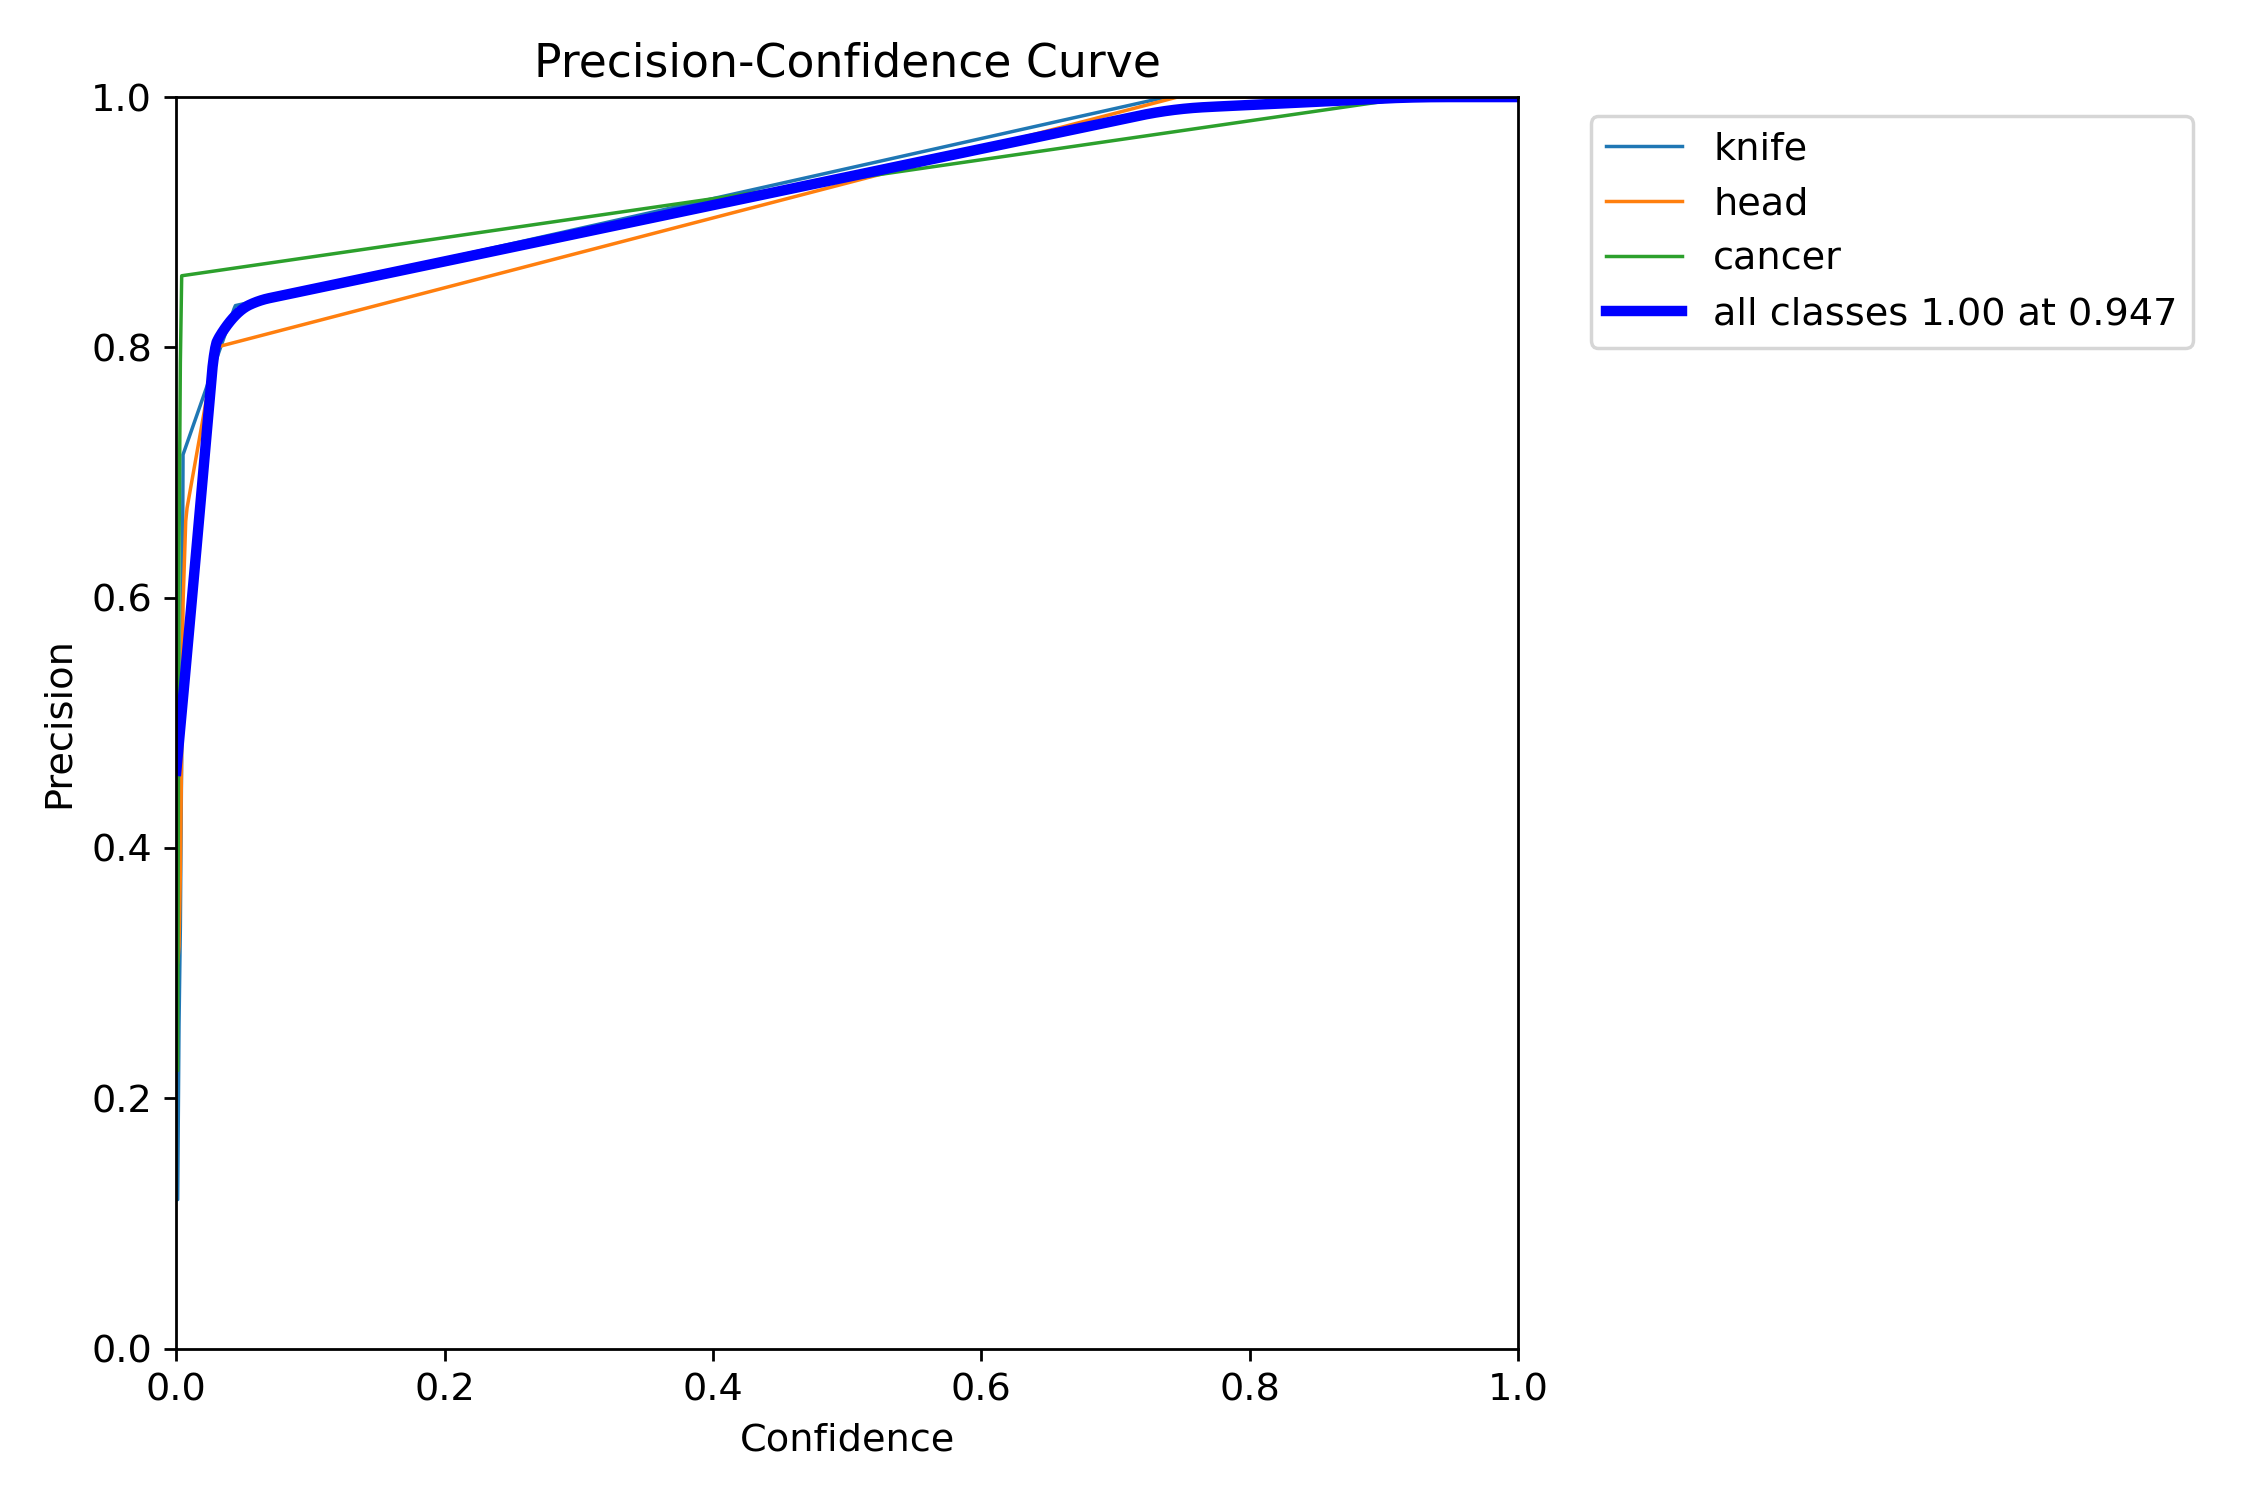 Precision-Confidence Curve
1.0
0.8
0.6
0.4
0.2
0.0
Precision
0.0 0.2 0.4 0.6 0.8 1.0
Confidence
knife
head
cancer
all classes 1.00 at 0.947